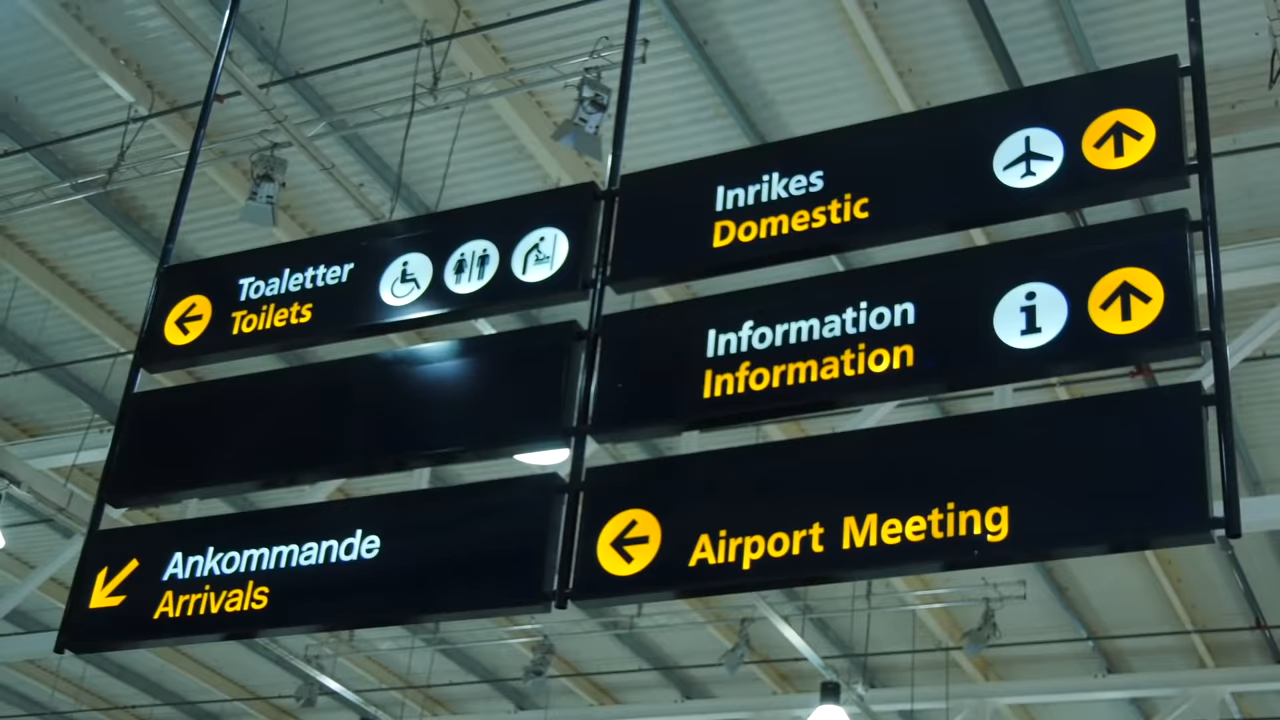 Toaletter
Toilets
Ankommande
Arrivals
Inrikes
Domestic
Information
Information
i
Airport Meeting